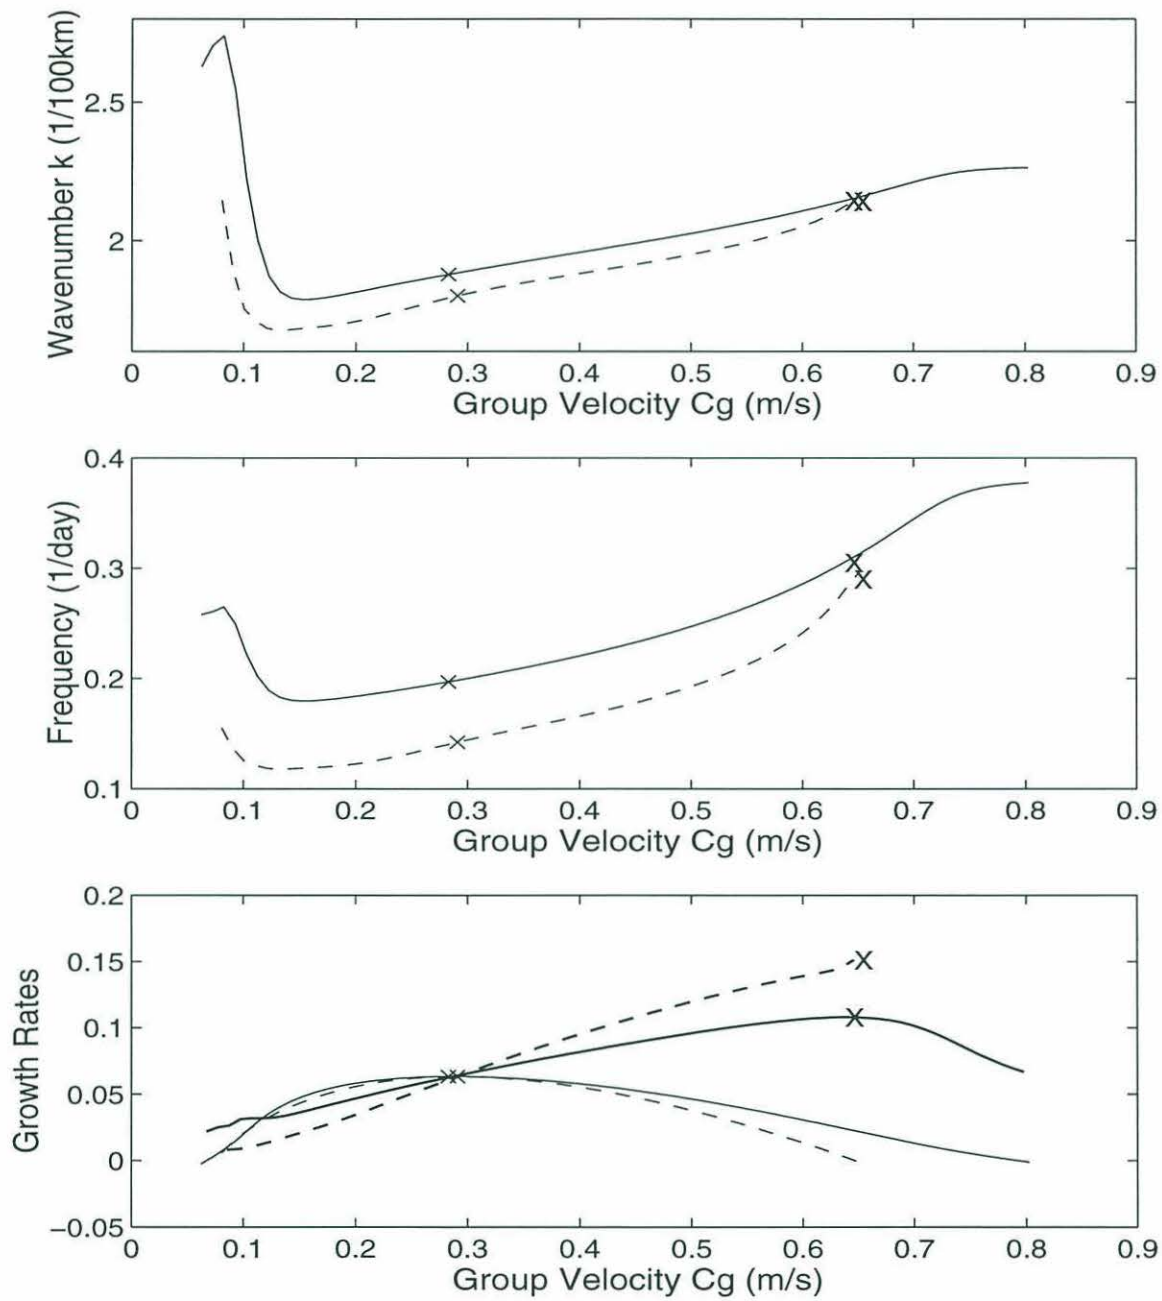 Wavenumber k (1/100km)
2.5
2
0 0.1 0.2 0.3 0.4 0.5 0.6 0.7 0.8 0.9
Group Velocity Cg (m/s)
Frequency (1/day)
0.4
0.3
0.2
0.1
0 0.1 0.2 0.3 0.4 0.5 0.6 0.7 0.8 0.9
Group Velocity Cg (m/s)
Growth Rates
0.2
0.15
0.1
0.05
0
−0.05
0 0.1 0.2 0.3 0.4 0.5 0.6 0.7 0.8 0.9
Group Velocity Cg (m/s)